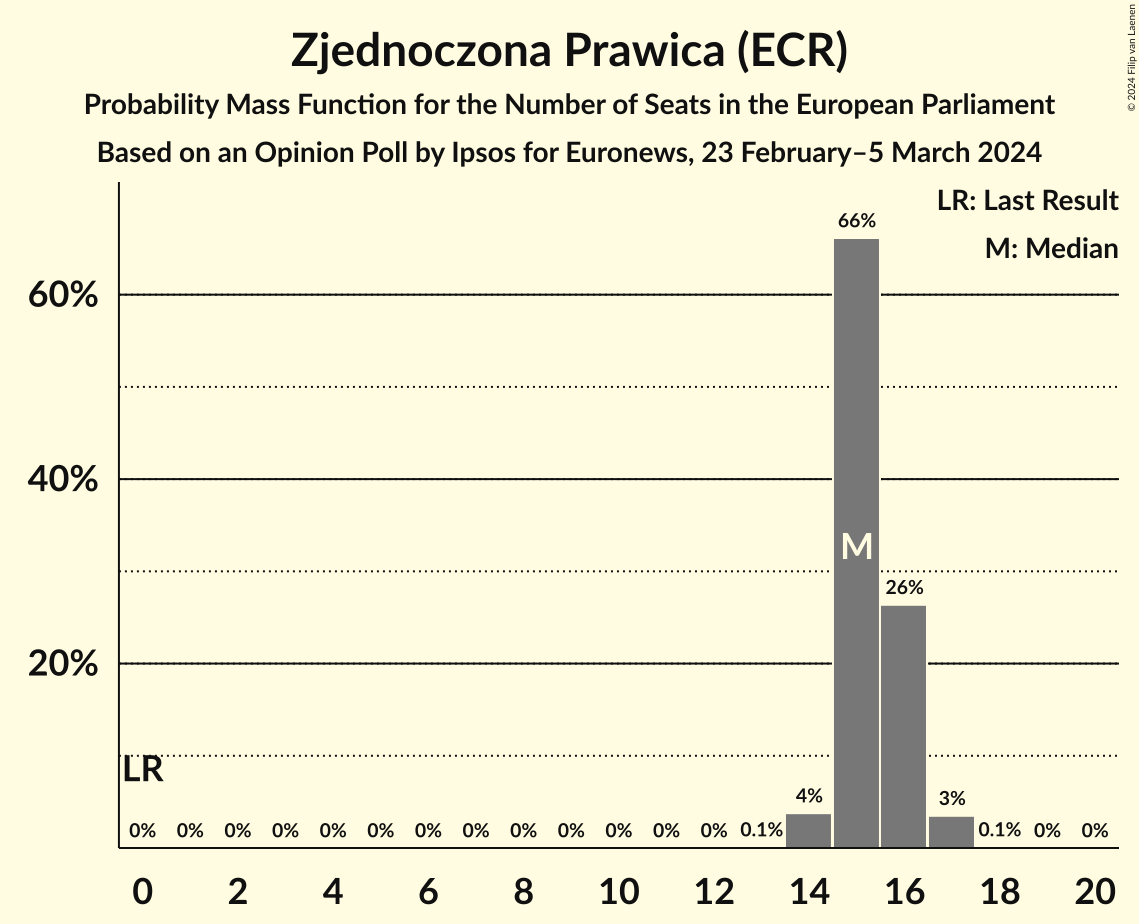 Zjednoczona Prawica (ECR)
Probability Mass Function for the Number of Seats in the European Parliament
Based on an Opinion Poll by Ipsos for Euronews, 23 February–5 March 2024
© 2024 Filip van Laenen
LR: Last Result
M: Median
66%
60%
40%
M
26%
20%
LR
0% 0% 0% 0% 0% 0% 0% 0% 0% 0% 0% 0% 0% 0.1% 4% 3% 0.1% 0% 0%
0 2 4 6 8 10 12 14 16 18 20